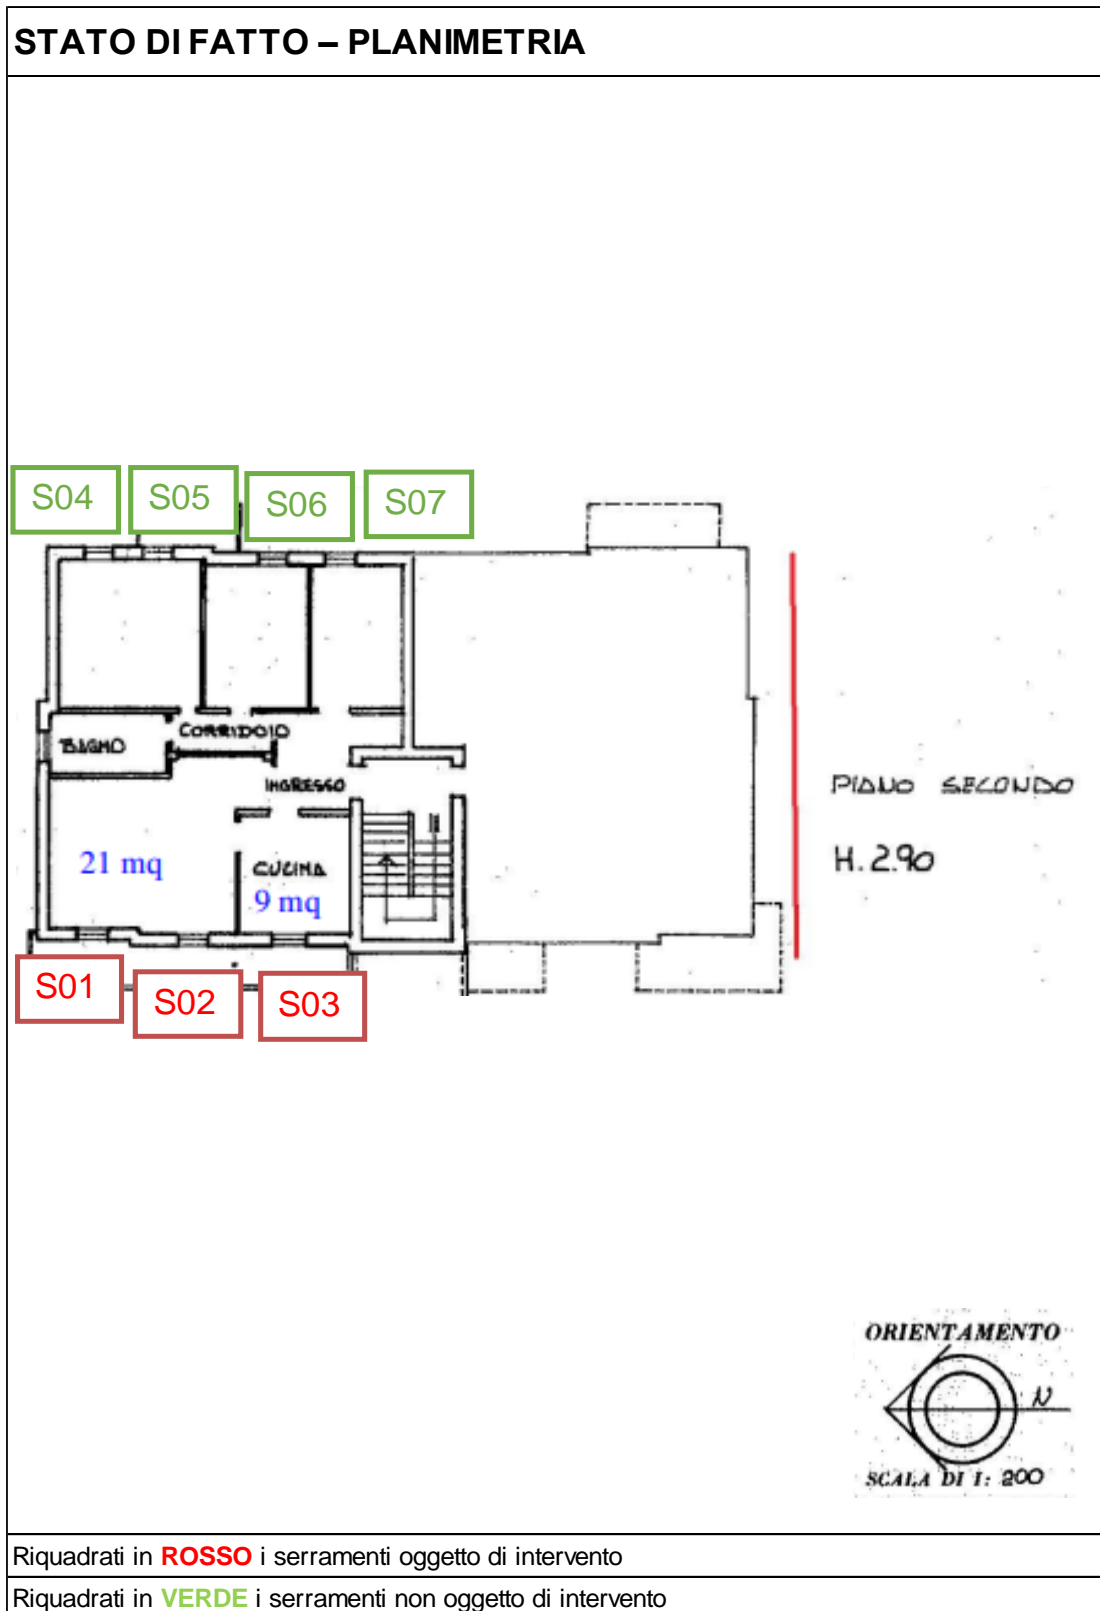 STATO DI FATTO – PLANIMETRIA
S04
S05
S06
S07
BAGNO
CORRIDOIO
INGRESSO
21 mq
CUCINA
9 mq
S01
S02
S03
PIANO SECONDO
H. 2.90
ORIENTAMENTO
N
SCALA DI 1: 200
Riquadrati in ROSSO i serramenti oggetto di intervento
Riquadrati in VERDE i serramenti non oggetto di intervento